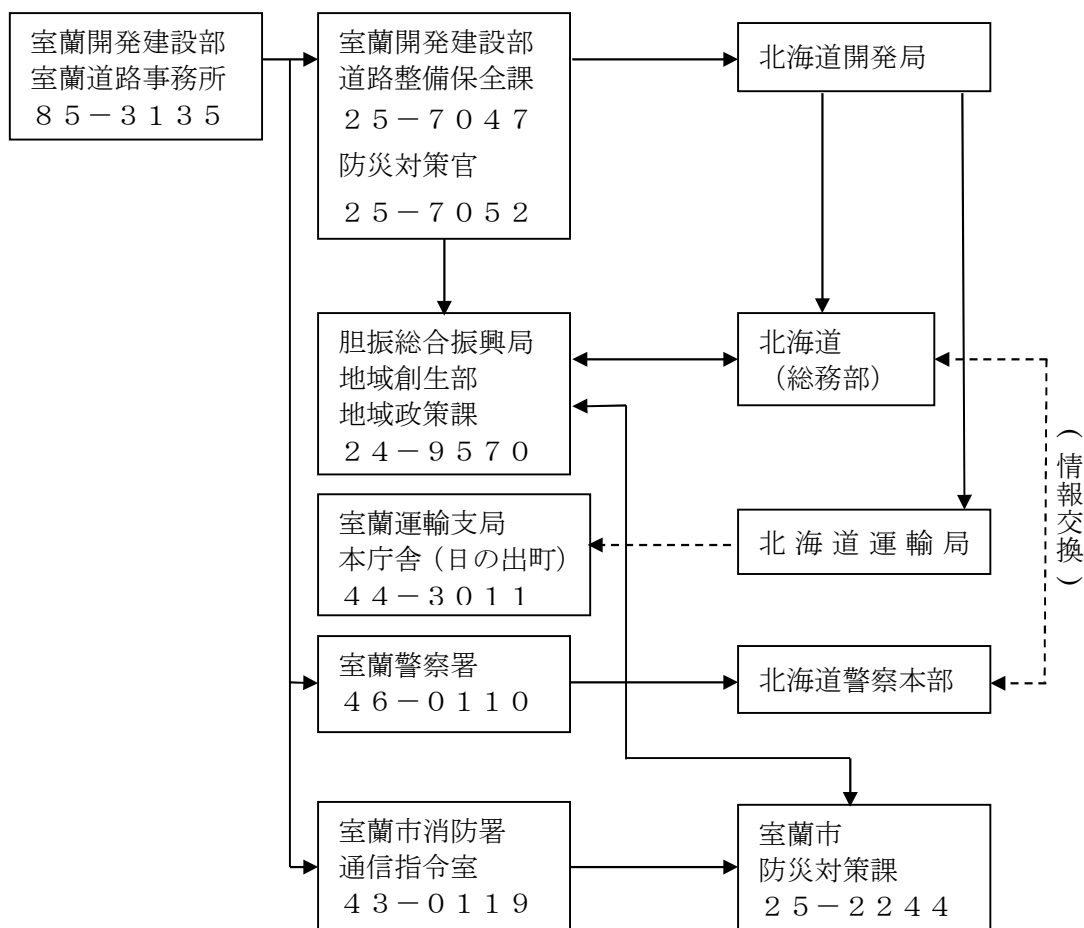 室蘭開発建設部
室蘭道路事務所
８５－３１３５
室蘭開発建設部
道路整備保全課
２５－７０４７
防災対策官
２５－７０５２
北海道開発局
胆振総合振興局
地域創生部
地域政策課
２４－９５７０
北海道
（総務部）
（情報交換）
室蘭運輸支局
本庁舎（日の出町）
４４－３０１１
北海道運輸局
室蘭警察署
４６－０１１０
北海道警察本部
室蘭市消防署
通信指令室
４３－０１１９
室蘭市
防災対策課
２５－２２４４